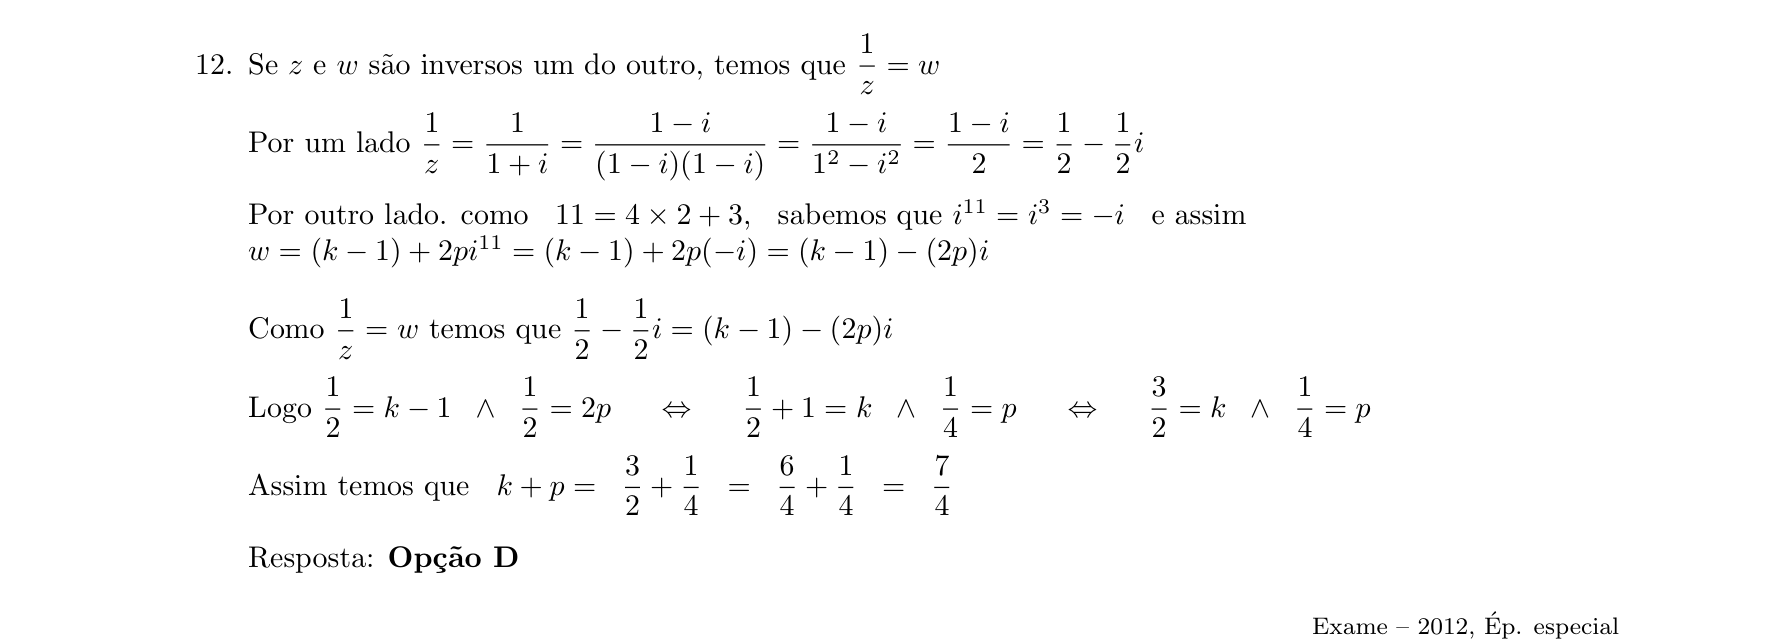 12. Se z e w são inversos um do outro, temos que 1/z = w
Por um lado 1/z = 1/(1 + i) = (1 − i)/((1 − i)(1 − i)) = (1 − i)/(1² − i²) = (1 − i)/2 = 1/2 − 1/2 i
Por outro lado. como 11 = 4 × 2 + 3, sabemos que i¹¹ = i³ = −i e assim
w = (k − 1) + 2pi¹¹ = (k − 1) + 2p(−i) = (k − 1) − (2p)i
Como 1/z = w temos que 1/2 − 1/2 i = (k − 1) − (2p)i
Logo 1/2 = k − 1 ∧ 1/2 = 2p ⇔ 1/2 + 1 = k ∧ 1/4 = p ⇔ 3/2 = k ∧ 1/4 = p
Assim temos que k + p = 3/2 + 1/4 = 6/4 + 1/4 = 7/4
Resposta: Opção D
Exame – 2012, Ép. especial